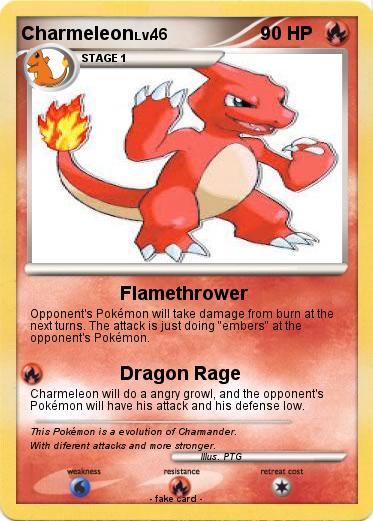 CharmeleonLv46 90 HP
STAGE 1
Flamethrower
Opponent's Pokémon will take damage from burn at the
next turns. The attack is just doing "embers" at the
opponent's Pokémon.
Dragon Rage
Charmeleon will do a angry growl, and the opponent's
Pokémon will have his attack and his defense low.
This Pokémon is a evolution of Charmander.
With diferent attacks and more stronger.
Illus. PTG
weakness resistance retreat cost
- fake card -